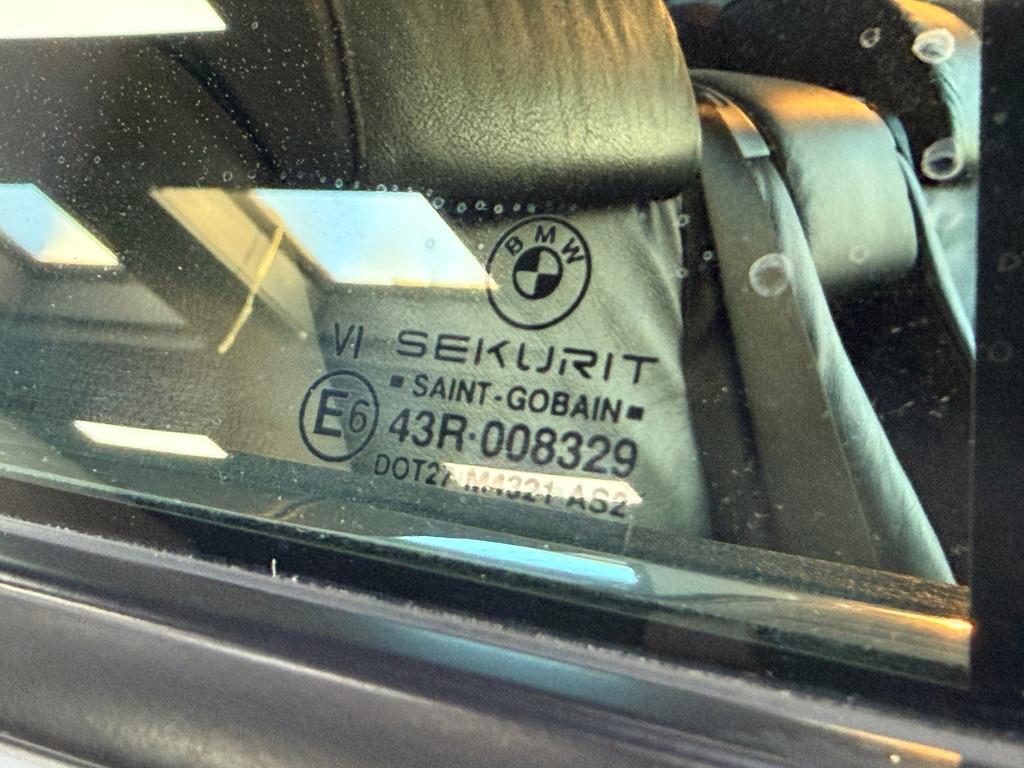 BMW
VI SEKURIT
SAINT-GOBAIN
E6 43R-008329
DOT27 M4321 AS2